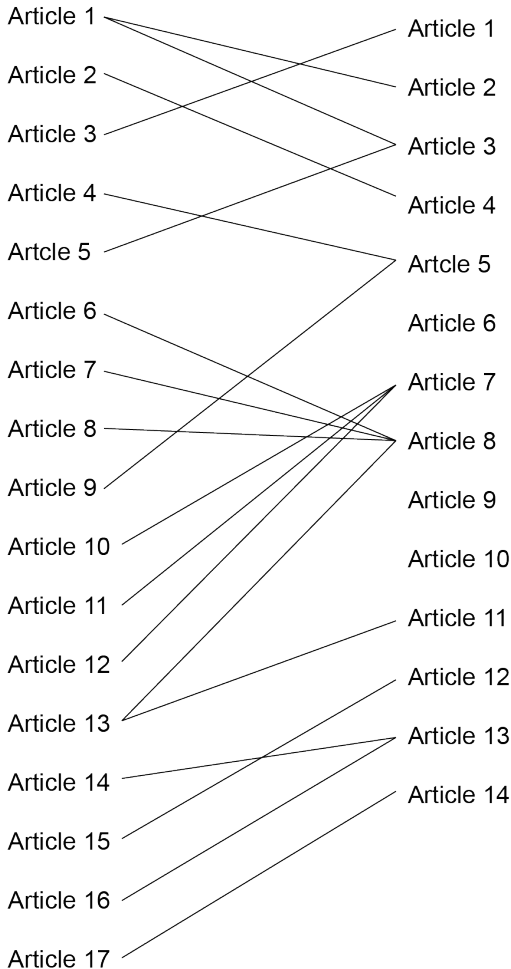 Article 1
Article 2
Article 3
Article 4
Artcle 5
Article 6
Article 7
Article 8
Article 9
Article 10
Article 11
Article 12
Article 13
Article 14
Article 15
Article 16
Article 17
Article 1
Article 2
Article 3
Article 4
Artcle 5
Article 6
Article 7
Article 8
Article 9
Article 10
Article 11
Article 12
Article 13
Article 14